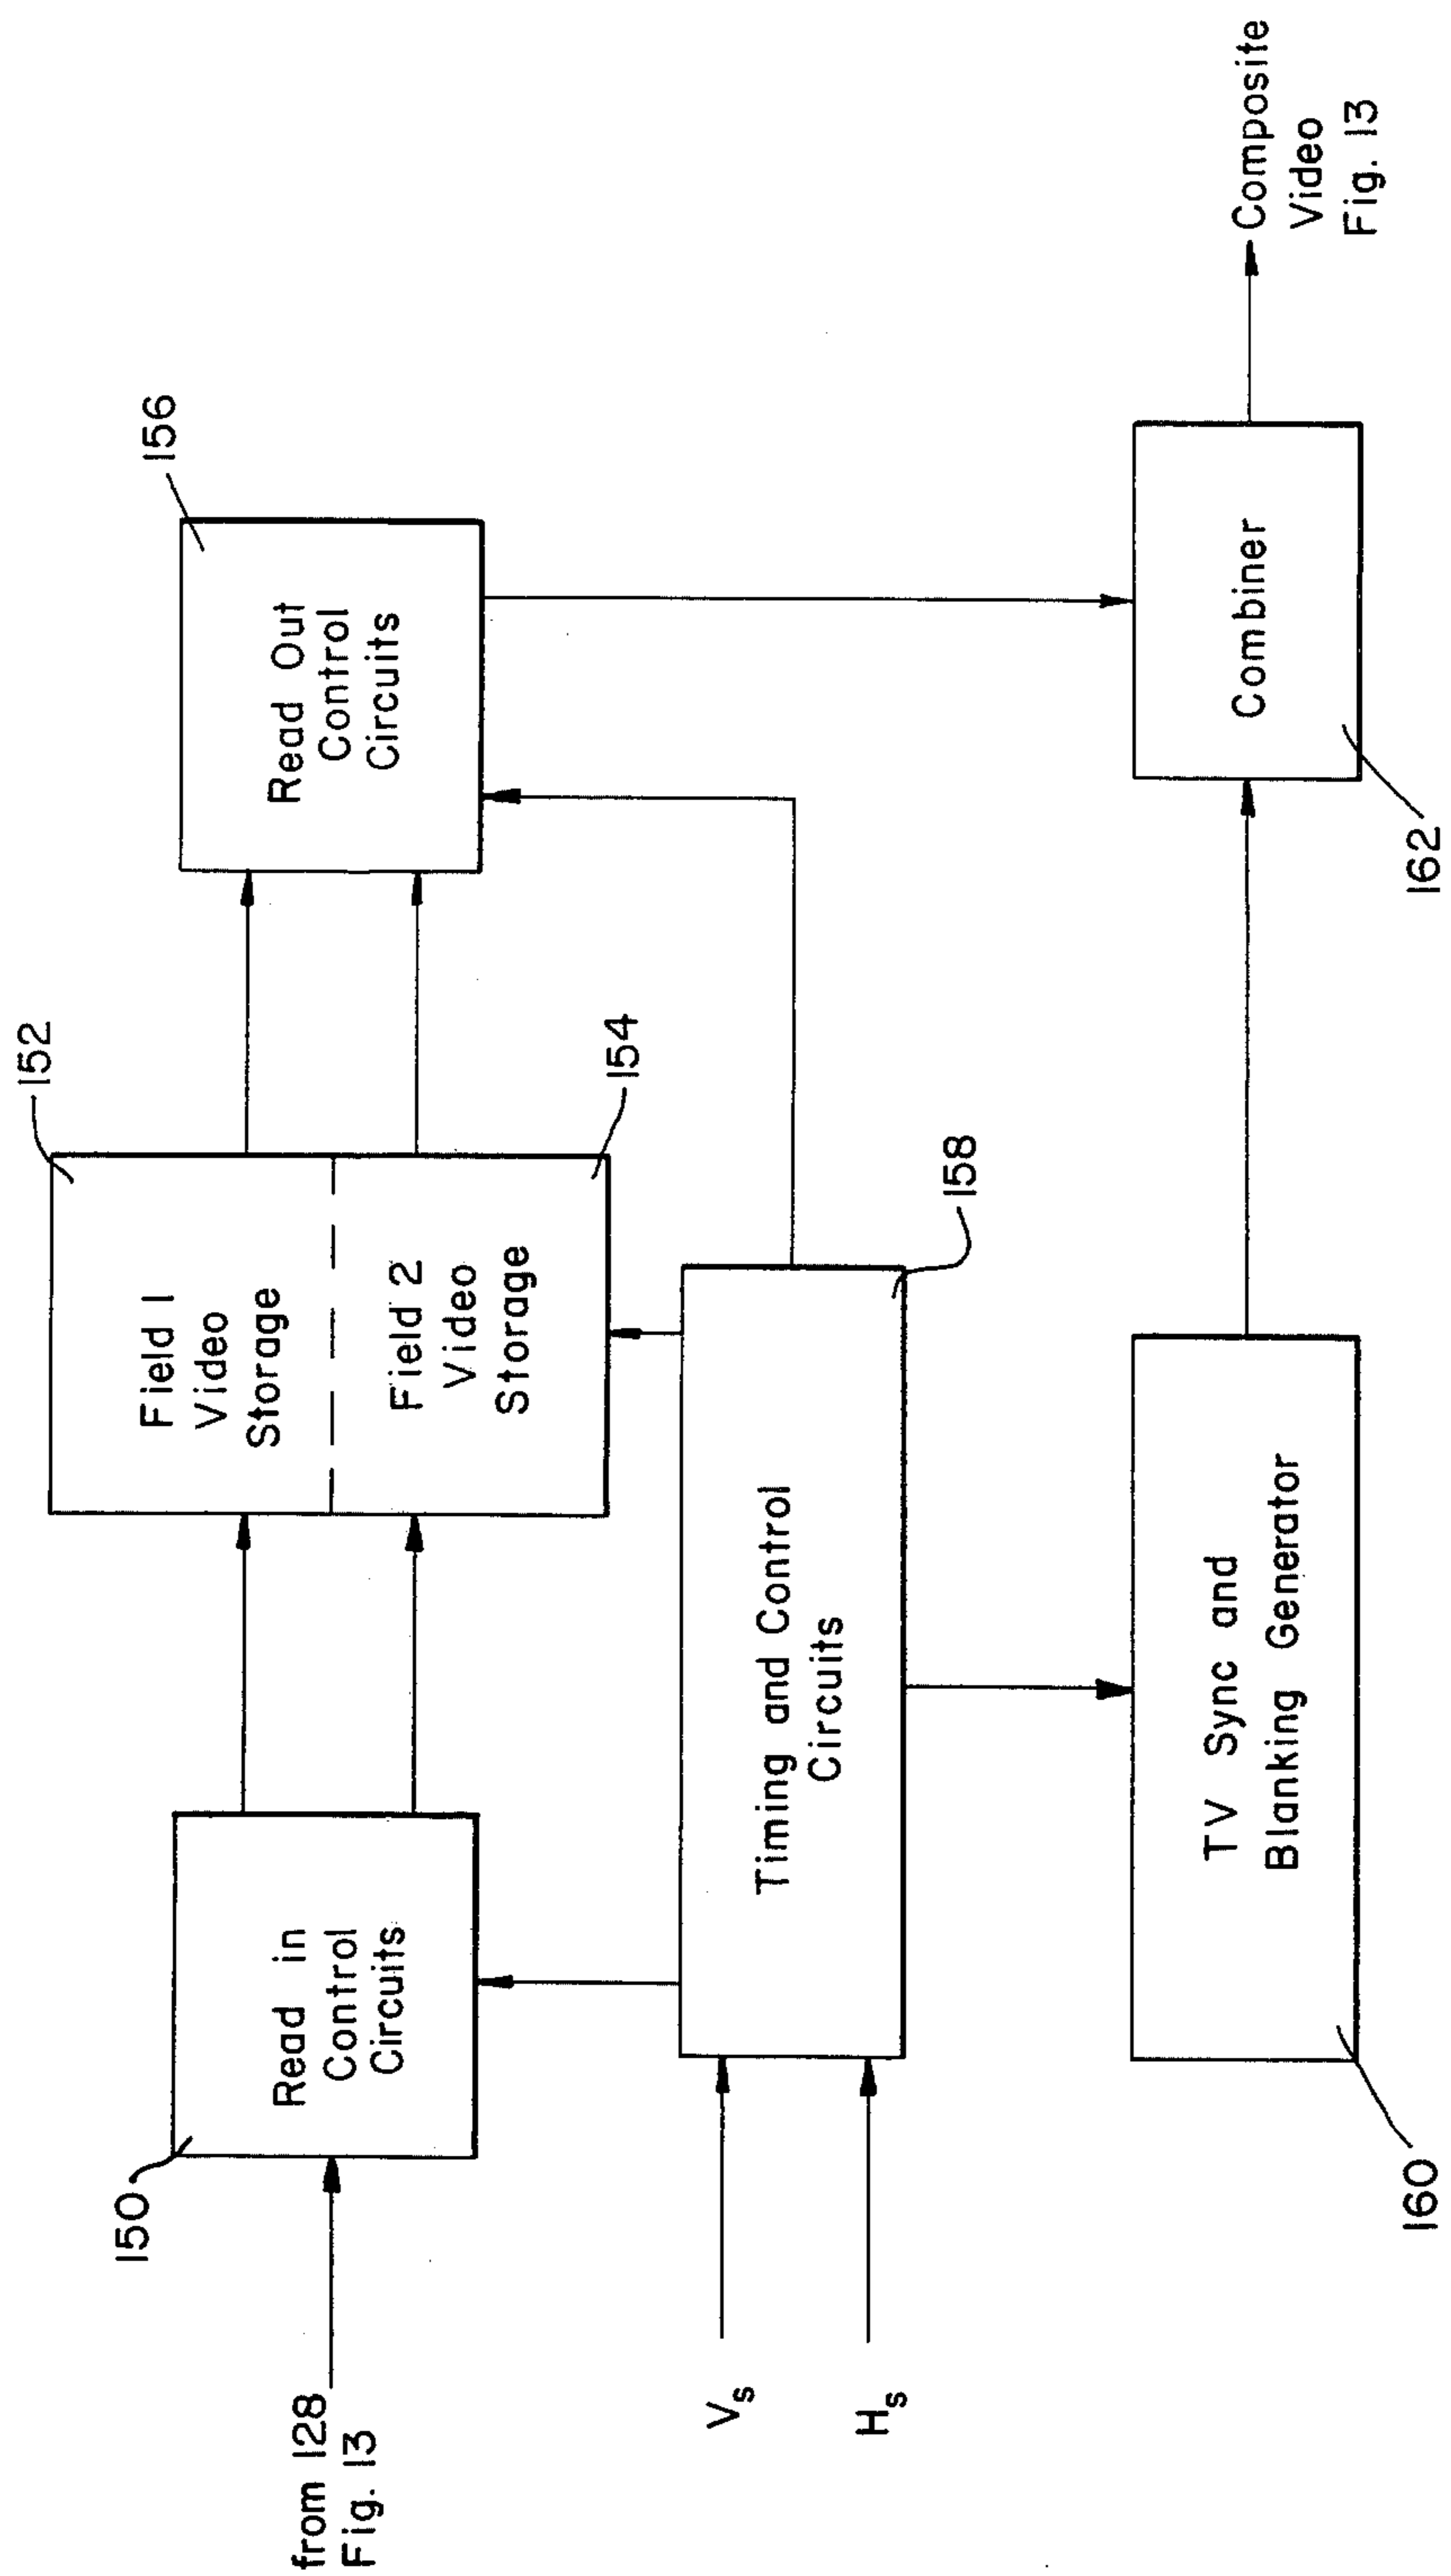 152
Field 1
Video
Storage
Field 2
Video
Storage
154
156
Read Out
Control
Circuits
150
Read in
Control
Circuits
from 128
Fig. 13
Timing and Control
Circuits
158
Vs
Hs
TV Sync and
Blanking Generator
160
Combiner
162
Composite
Video
Fig. 13